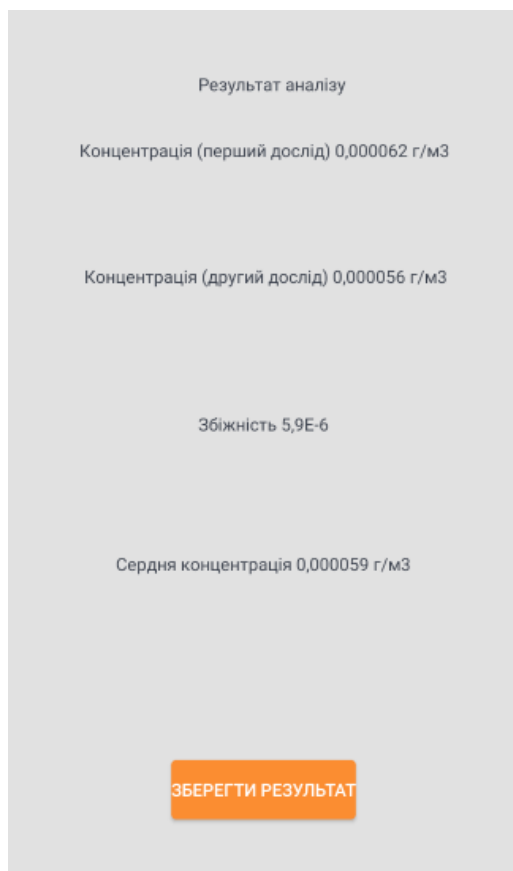 Результат аналізу
Концентрація (перший дослід) 0,000062 г/м3
Концентрація (другий дослід) 0,000056 г/м3
Збіжність 5,9E-6
Сердня концентрація 0,000059 г/м3
ЗБЕРЕГТИ РЕЗУЛЬТАТ